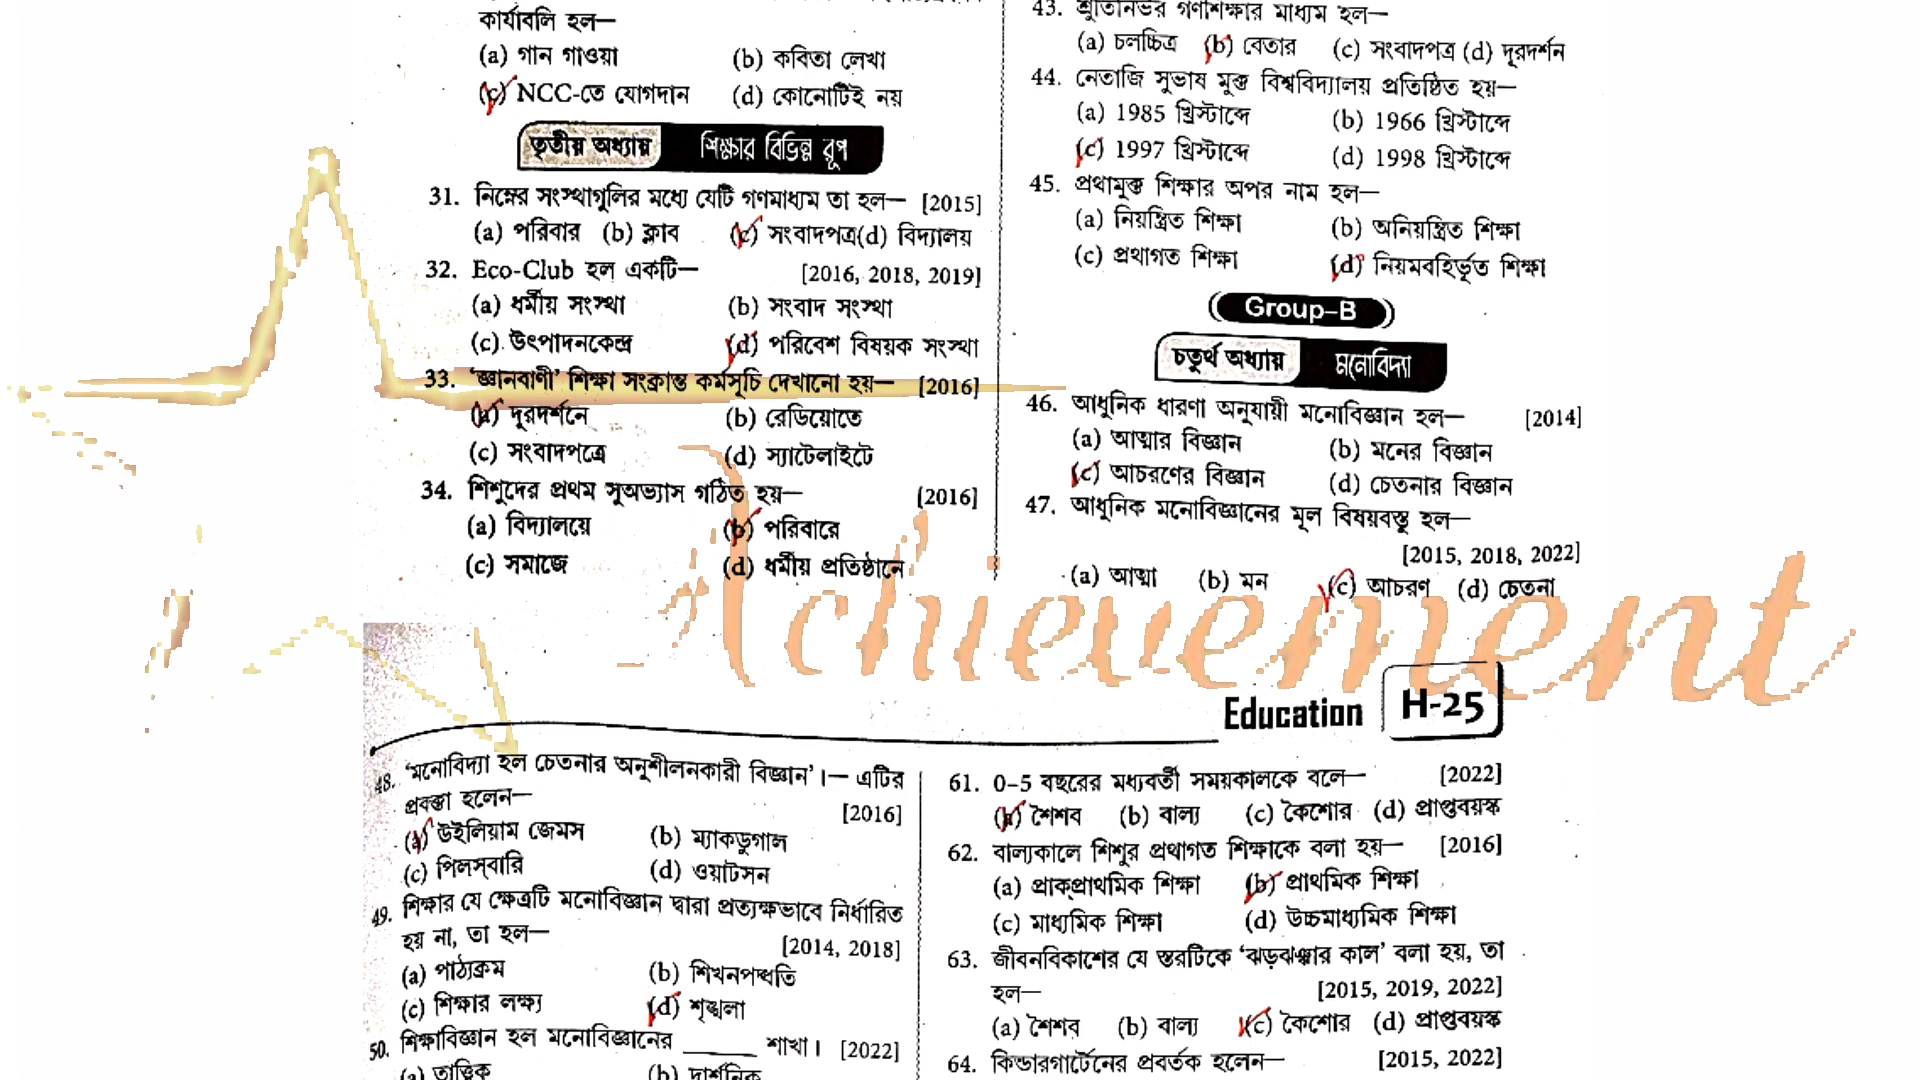 কার্যাবলি হল—
(a) গান গাওয়া (b) কবিতা লেখা
(c) NCC-তে যোগদান (d) কোনোটিই নয়
তৃতীয় অধ্যায় শিক্ষার বিভিন্ন রূপ
31. নিম্নের সংস্থাগুলির মধ্যে যেটি গণমাধ্যম তা হল— [2015]
(a) পরিবার (b) ক্লাব (c) সংবাদপত্র (d) বিদ্যালয়
32. Eco-Club হল একটি— [2016, 2018, 2019]
(a) ধর্মীয় সংস্থা (b) সংবাদ সংস্থা
(c) উৎপাদনকেন্দ্র (d) পরিবেশ বিষয়ক সংস্থা
33. ‘জ্ঞানবাণী’ শিক্ষা সংক্রান্ত কর্মসূচি দেখানো হয়— [2016]
(a) দূরদর্শনে (b) রেডিয়োতে
(c) সংবাদপত্রে (d) স্যাটেলাইটে
34. শিশুদের প্রথম সুঅভ্যাস গঠিত হয়— [2016]
(a) বিদ্যালয়ে (b) পরিবারে
(c) সমাজে (d) ধর্মীয় প্রতিষ্ঠানে
43. শ্রুতিনির্ভর গণশিক্ষার মাধ্যম হল—
(a) চলচ্চিত্র (b) বেতার (c) সংবাদপত্র (d) দূরদর্শন
44. নেতাজি সুভাষ মুক্ত বিশ্ববিদ্যালয় প্রতিষ্ঠিত হয়—
(a) 1985 খ্রিস্টাব্দে (b) 1966 খ্রিস্টাব্দে
(c) 1997 খ্রিস্টাব্দে (d) 1998 খ্রিস্টাব্দে
45. প্রথামুক্ত শিক্ষার অপর নাম হল—
(a) নিয়ন্ত্রিত শিক্ষা (b) অনিয়ন্ত্রিত শিক্ষা
(c) প্রথাগত শিক্ষা (d) নিয়মবহির্ভূত শিক্ষা
Group–B
চতুর্থ অধ্যায় মনোবিদ্যা
46. আধুনিক ধারণা অনুযায়ী মনোবিজ্ঞান হল— [2014]
(a) আত্মার বিজ্ঞান (b) মনের বিজ্ঞান
(c) আচরণের বিজ্ঞান (d) চেতনার বিজ্ঞান
47. আধুনিক মনোবিজ্ঞানের মূল বিষয়বস্তু হল—
[2015, 2018, 2022]
(a) আত্মা (b) মন (c) আচরণ (d) চেতনা
Achievement
Education H-25
48. ‘মনোবিদ্যা হল চেতনার অনুশীলনকারী বিজ্ঞান’।— এটির
প্রবক্তা হলেন— [2016]
(a) উইলিয়াম জেমস (b) ম্যাকডুগাল
(c) পিলস্‌বারি (d) ওয়াটসন
49. শিক্ষার যে ক্ষেত্রটি মনোবিজ্ঞান দ্বারা প্রত্যক্ষভাবে নির্ধারিত
হয় না, তা হল— [2014, 2018]
(a) পাঠ্যক্রম (b) শিখনপদ্ধতি
(c) শিক্ষার লক্ষ্য (d) শৃঙ্খলা
50. শিক্ষাবিজ্ঞান হল মনোবিজ্ঞানের ______ শাখা। [2022]
(a) তাত্ত্বিক (b) দার্শনিক
61. 0–5 বছরের মধ্যবর্তী সময়কালকে বলে— [2022]
(a) শৈশব (b) বাল্য (c) কৈশোর (d) প্রাপ্তবয়স্ক
62. বাল্যকালে শিশুর প্রথাগত শিক্ষাকে বলা হয়— [2016]
(a) প্রাক্‌প্রাথমিক শিক্ষা (b) প্রাথমিক শিক্ষা
(c) মাধ্যমিক শিক্ষা (d) উচ্চমাধ্যমিক শিক্ষা
63. জীবনবিকাশের যে স্তরটিকে ‘ঝড়ঝঞ্ঝার কাল’ বলা হয়, তা
হল— [2015, 2019, 2022]
(a) শৈশব (b) বাল্য (c) কৈশোর (d) প্রাপ্তবয়স্ক
64. কিন্ডারগার্টেনের প্রবর্তক হলেন— [2015, 2022]